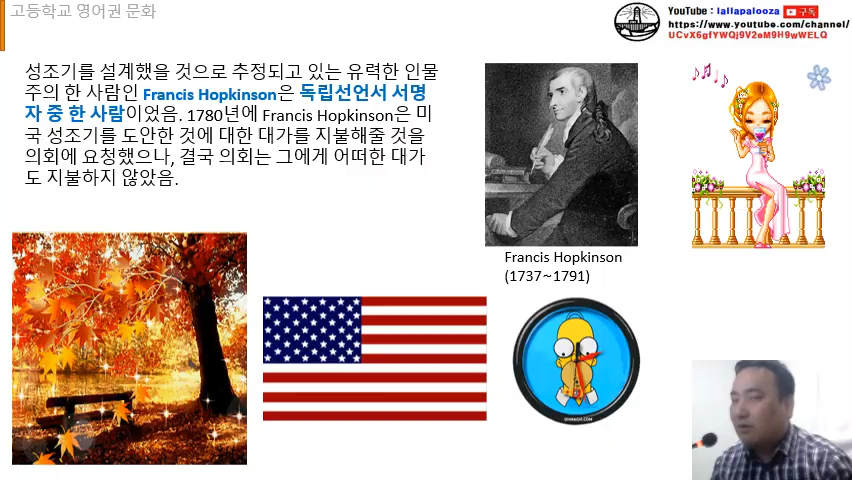 고등학교 영어권 문화
YouTube : lallapalooza 구독
https://www.youtube.com/channel/
UCvX6gfYWQj9V2eM9H9wWELQ
성조기를 설계했을 것으로 추정되고 있는 유력한 인물
주의 한 사람인 Francis Hopkinson은 독립선언서 서명
자 중 한 사람이었음. 1780년에 Francis Hopkinson은 미
국 성조기를 도안한 것에 대한 대가를 지불해줄 것을
의회에 요청했으나, 결국 의회는 그에게 어떠한 대가
도 지불하지 않았음.
Francis Hopkinson
(1737~1791)